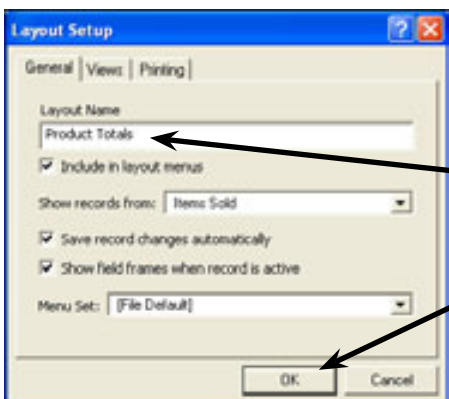 Layout Setup
General Views Printing
Layout Name
Product Totals
Include in layout menus
Show records from: Items Sold
Save record changes automatically
Show field frames when record is active
Menu Set: [File Default]
OK Cancel